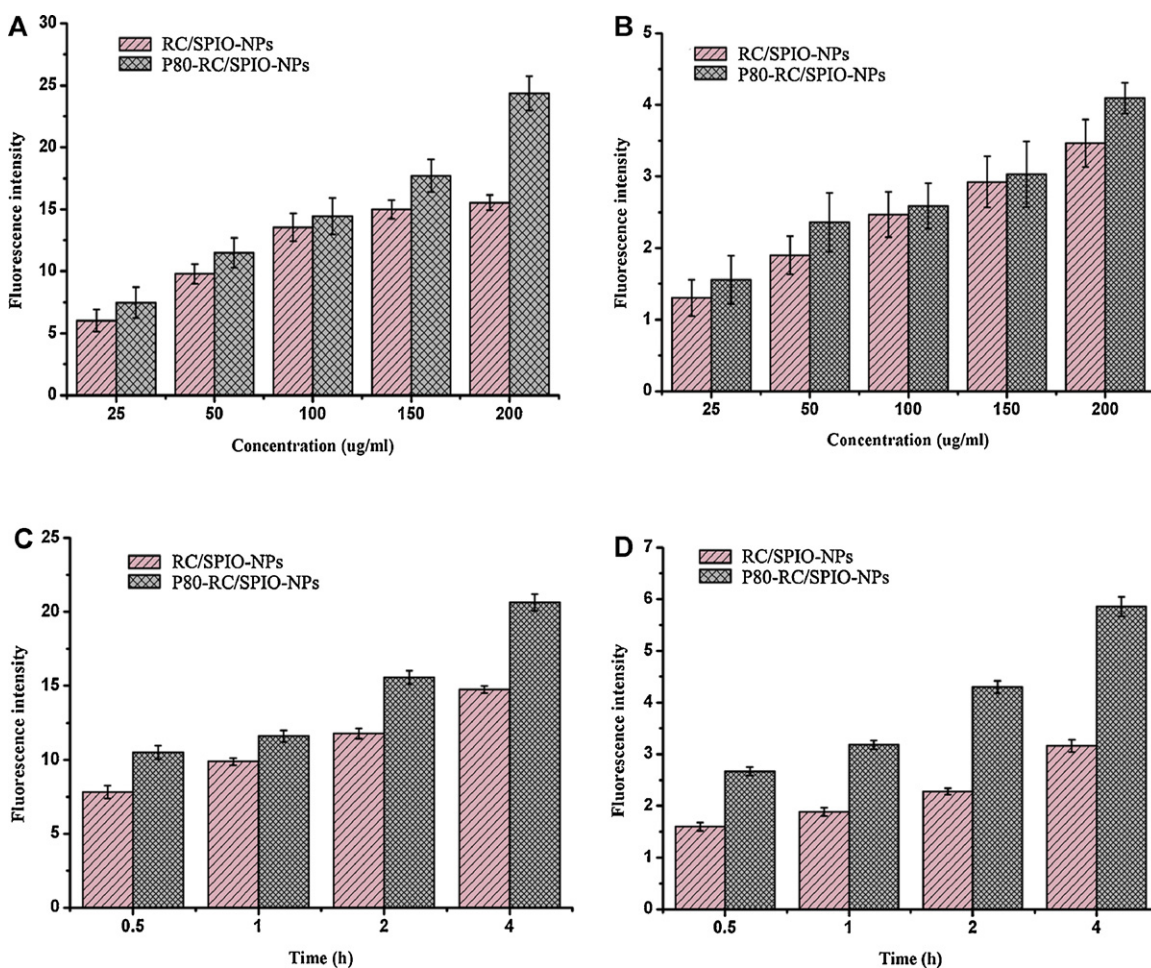 A
RC/SPIO-NPs
P80-RC/SPIO-NPs
Fluorescence intensity
30
25
20
15
10
5
0
25 50 100 150 200
Concentration (ug/ml)
B
RC/SPIO-NPs
P80-RC/SPIO-NPs
Fluorescence intensity
5
4
3
2
1
0
25 50 100 150 200
Concentration (ug/ml)
C
RC/SPIO-NPs
P80-RC/SPIO-NPs
Fluorescence intensity
25
20
15
10
5
0
0.5 1 2 4
Time (h)
D
RC/SPIO-NPs
P80-RC/SPIO-NPs
Fluorescence intensity
7
6
5
4
3
2
1
0
0.5 1 2 4
Time (h)